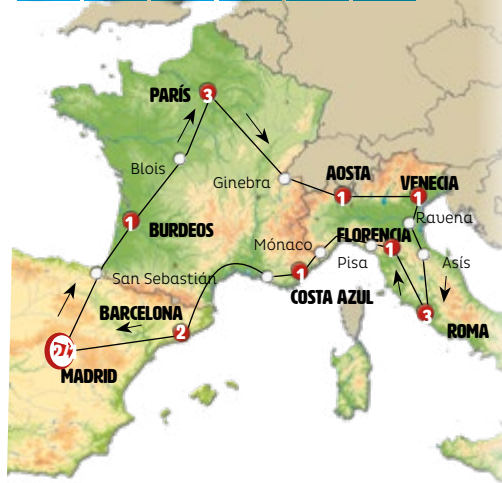 PARÍS
3
Blois
Ginebra
AOSTA
1
VENECIA
1
1
BURDEOS
Ravena
Mónaco
FLORENCIA
1
Pisa
Asís
San Sebastián
1
COSTA AZUL
BARCELONA
2
3
ROMA
MADRID